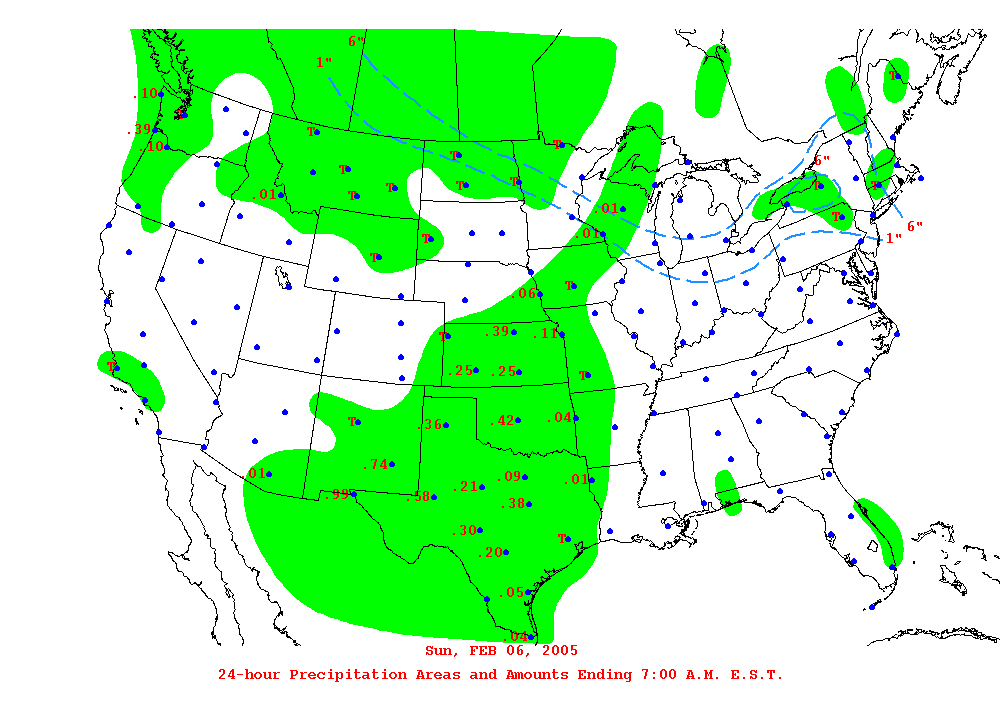 6"
1"
.10
T
.39
T
.10
T
T
T
6"
T
T
T
T
T
T
.01
.01
T
6"
T
.01
1"
T
T
.06
.39
.11
T
T
.25
.25
T
.42
.04
T
.36
.74
.01
.09
.01
.21
.99
.58
.38
.30
T
.20
.05
.04
Sun, FEB 06, 2005
24-hour Precipitation Areas and Amounts Ending 7:00 A.M. E.S.T.